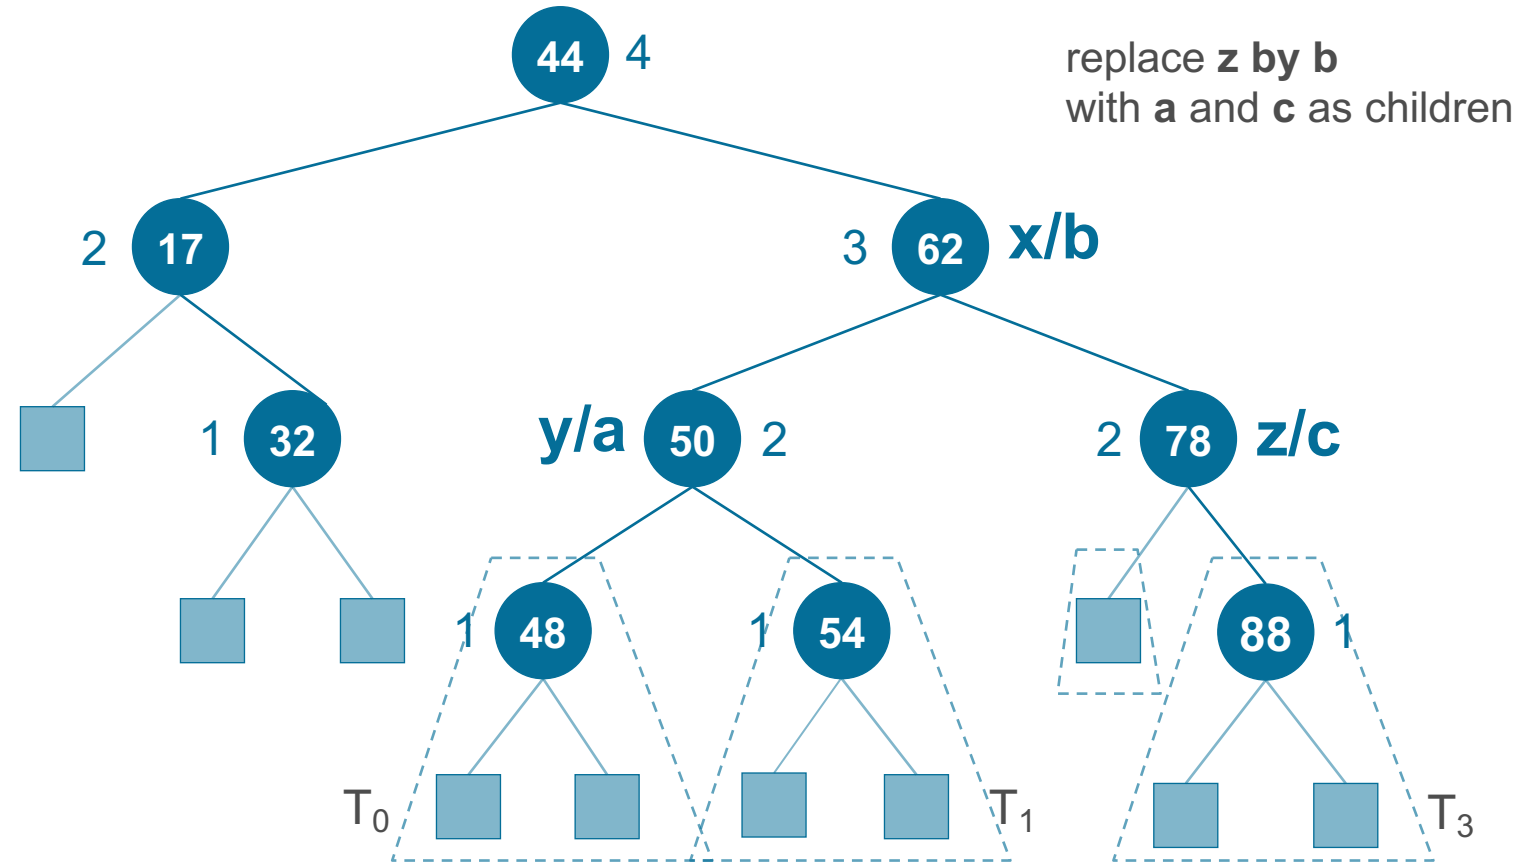 44 4
replace z by b
with a and c as children
2 17
3 62 x/b
1 32
y/a 50 2
2 78 z/c
1 48
1 54
88 1
T0
T1
T3